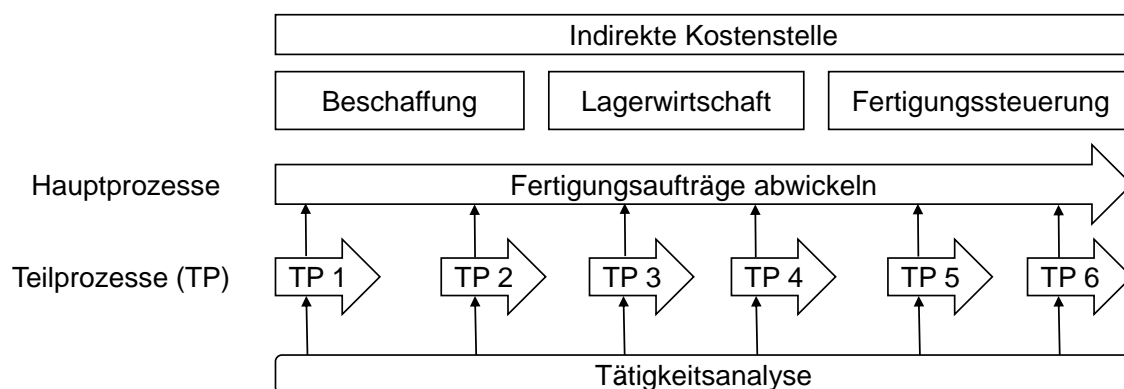 Indirekte Kostenstelle
Beschaffung Lagerwirtschaft Fertigungssteuerung
Hauptprozesse Fertigungsaufträge abwickeln
Teilprozesse (TP) TP 1 TP 2 TP 3 TP 4 TP 5 TP 6
Tätigkeitsanalyse